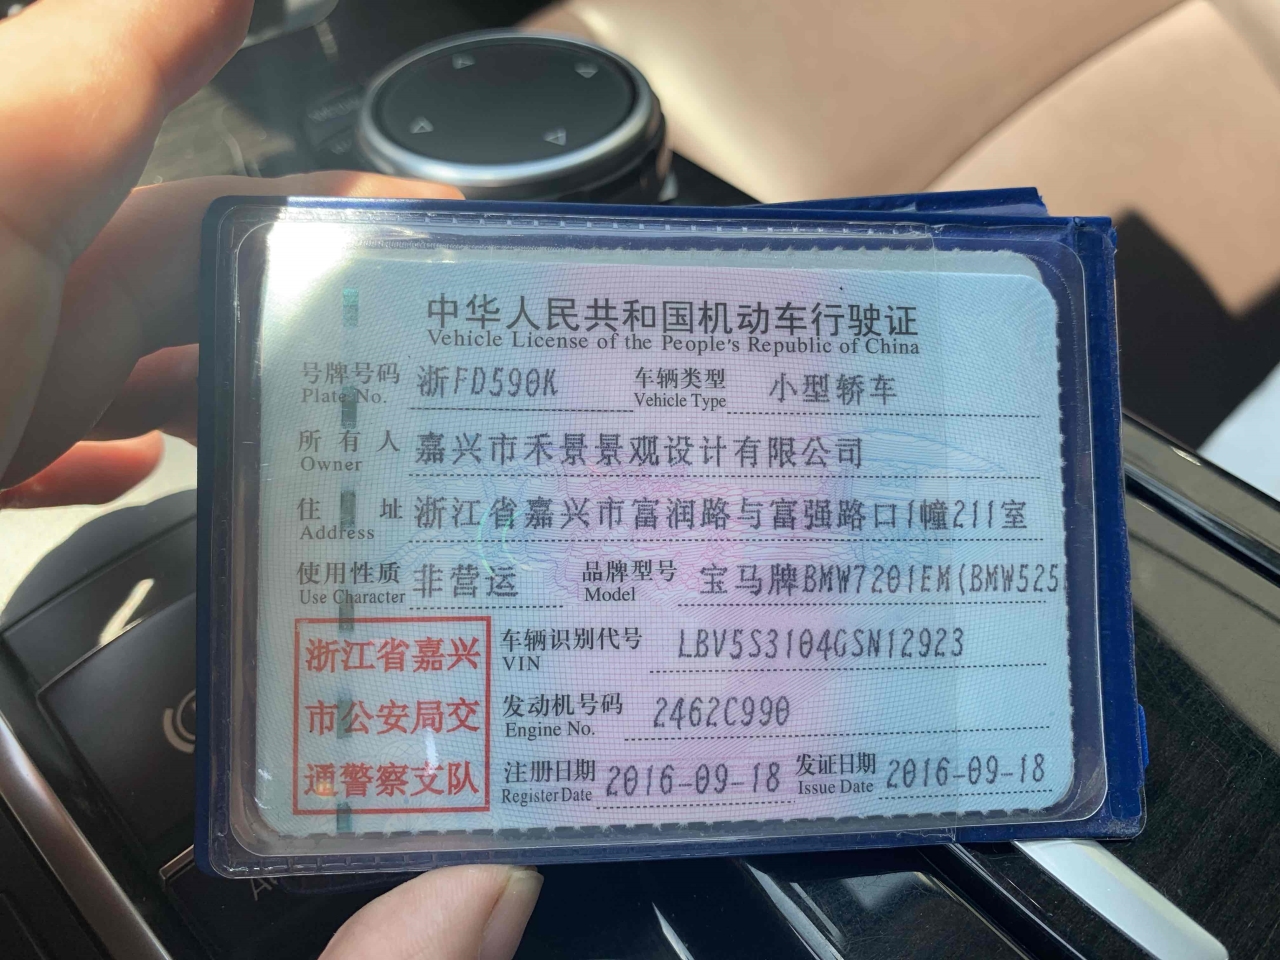 中华人民共和国机动车行驶证
Vehicle License of the People's Republic of China
号牌号码 浙FD590K 车辆类型 小型轿车
Plate No. Vehicle Type
所有人 嘉兴市禾景景观设计有限公司
Owner
住址 浙江省嘉兴市富润路与富强路口1幢211室
Address
使用性质 非营运 品牌型号 宝马牌BMW7201EM(BMW525
Use Character Model
浙江省嘉兴
市公安局交
通警察支队
车辆识别代号 LBV5S3104GSN12923
VIN
发动机号码 2462C990
Engine No.
注册日期 2016-09-18 发证日期 2016-09-18
Register Date Issue Date